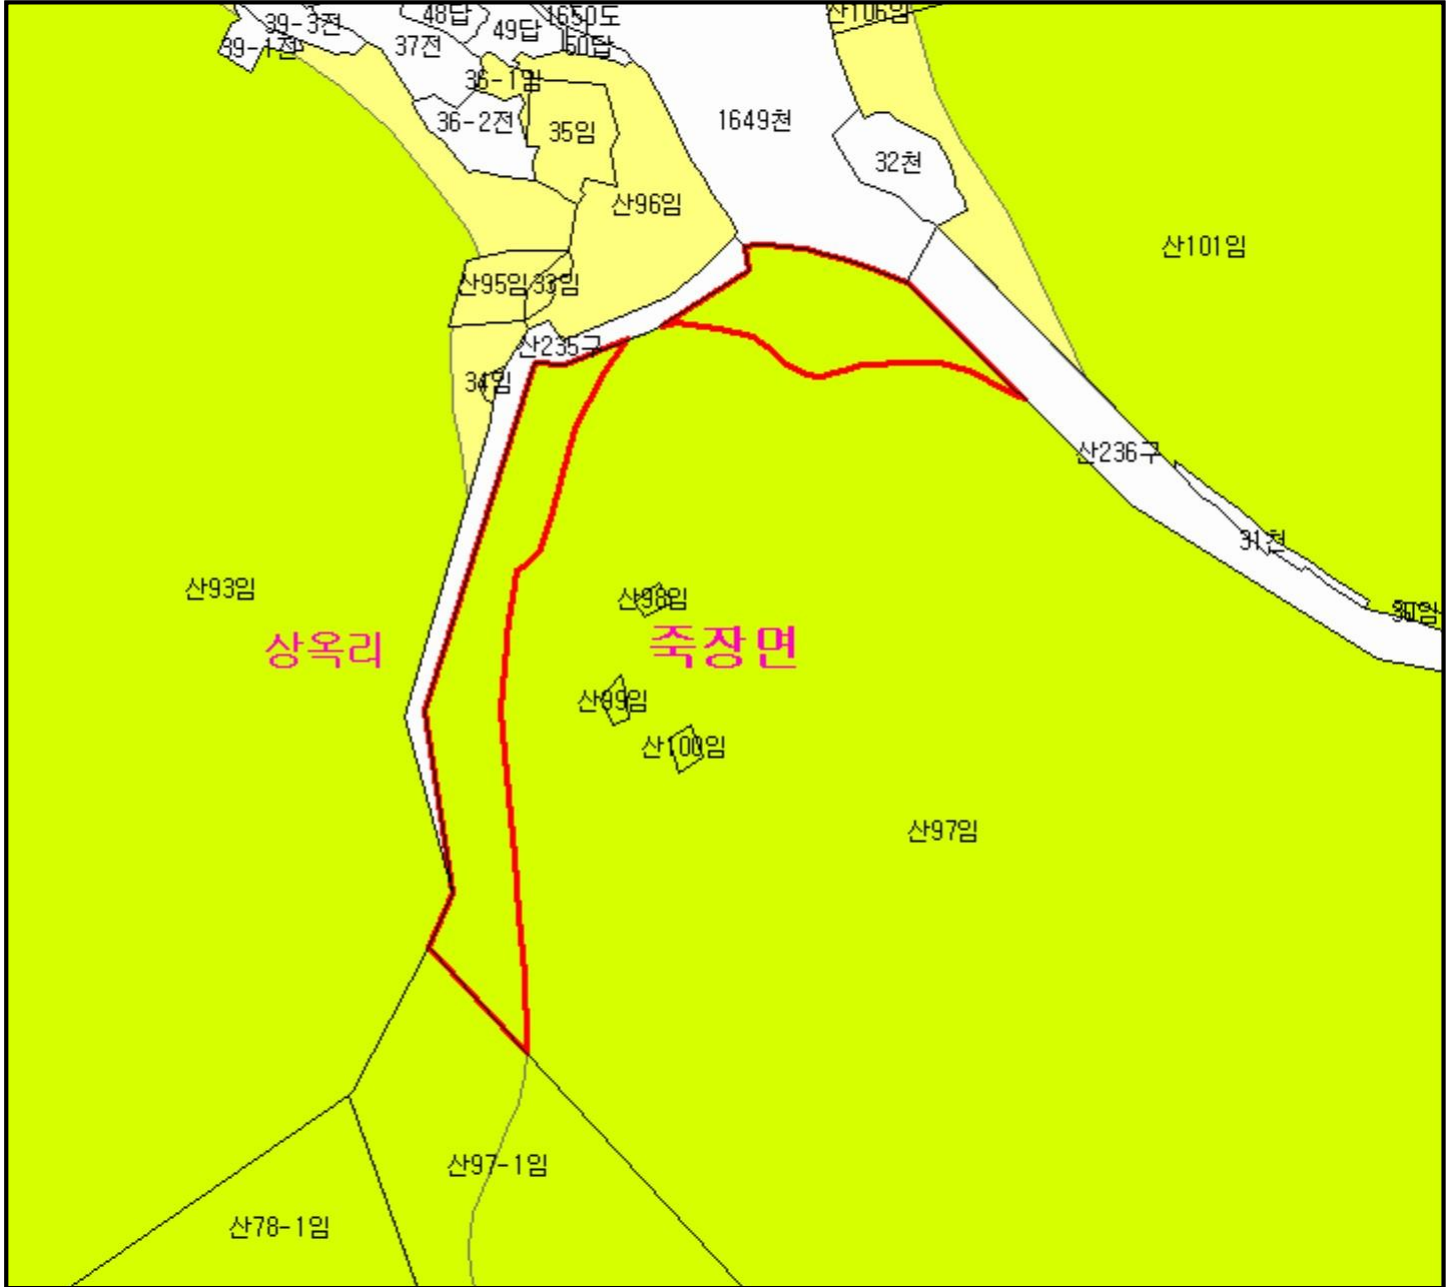 48답
1650도
산106임
39-3전
49답
39-1전
37전
50답
36-1임
36-2전
35임
1649천
32천
산96임
산101임
산95임
33임
산235구
34임
산236구
31천
산93임
산98임
30임
상옥리
죽장면
산99임
산100임
산97임
산97-1임
산78-1임